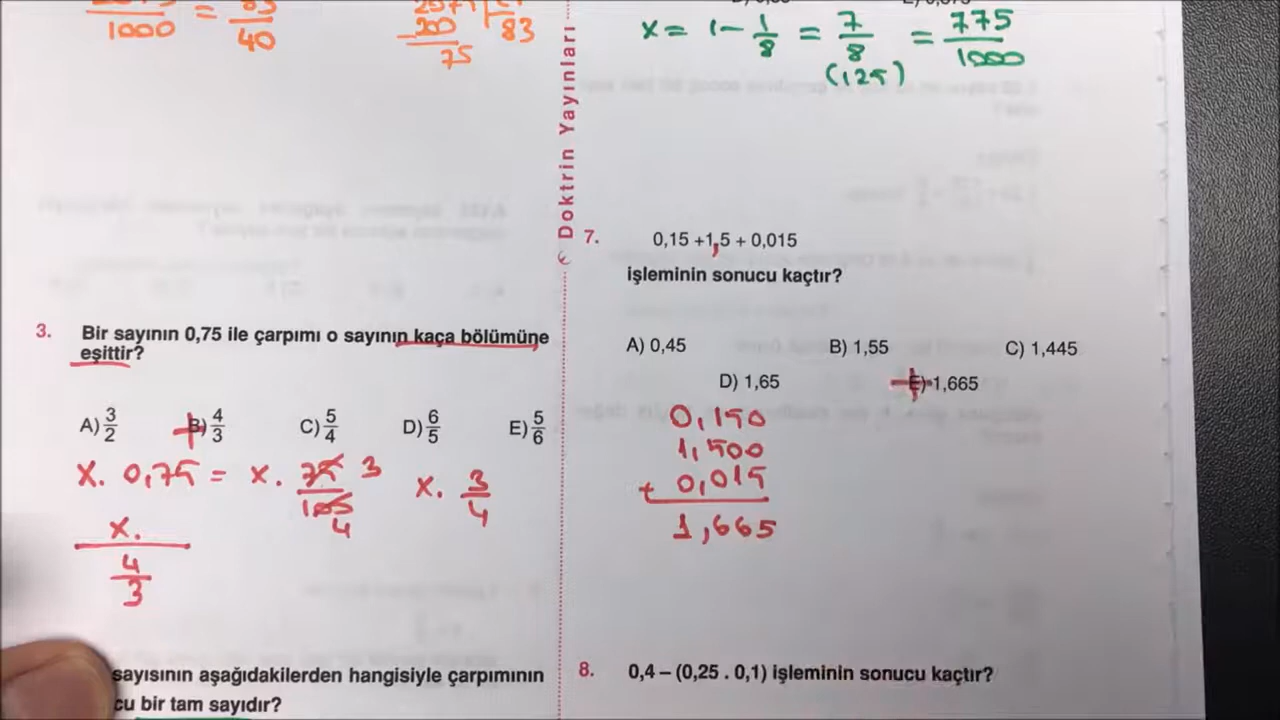 1000 = 40
- 20
75
83
x = 1 - 1/8 = 7/8 = 775/1000
(125)
Doktrin Yayınları
3. Bir sayının 0,75 ile çarpımı o sayının kaça bölümüne
eşittir?
A) 3/2 B) 4/3 C) 5/4 D) 6/5 E) 5/6
x. 0,75 = x. 75/100 3/4 x. 3/4
x.
4/3
sayısının aşağıdakilerden hangisiyle çarpımının
cu bir tam sayıdır?
7. 0,15 +1,5 + 0,015
işleminin sonucu kaçtır?
A) 0,45 B) 1,55 C) 1,445
D) 1,65 E) 1,665
0,150
1,500
+ 0,015
1,665
8. 0,4 – (0,25 . 0,1) işleminin sonucu kaçtır?